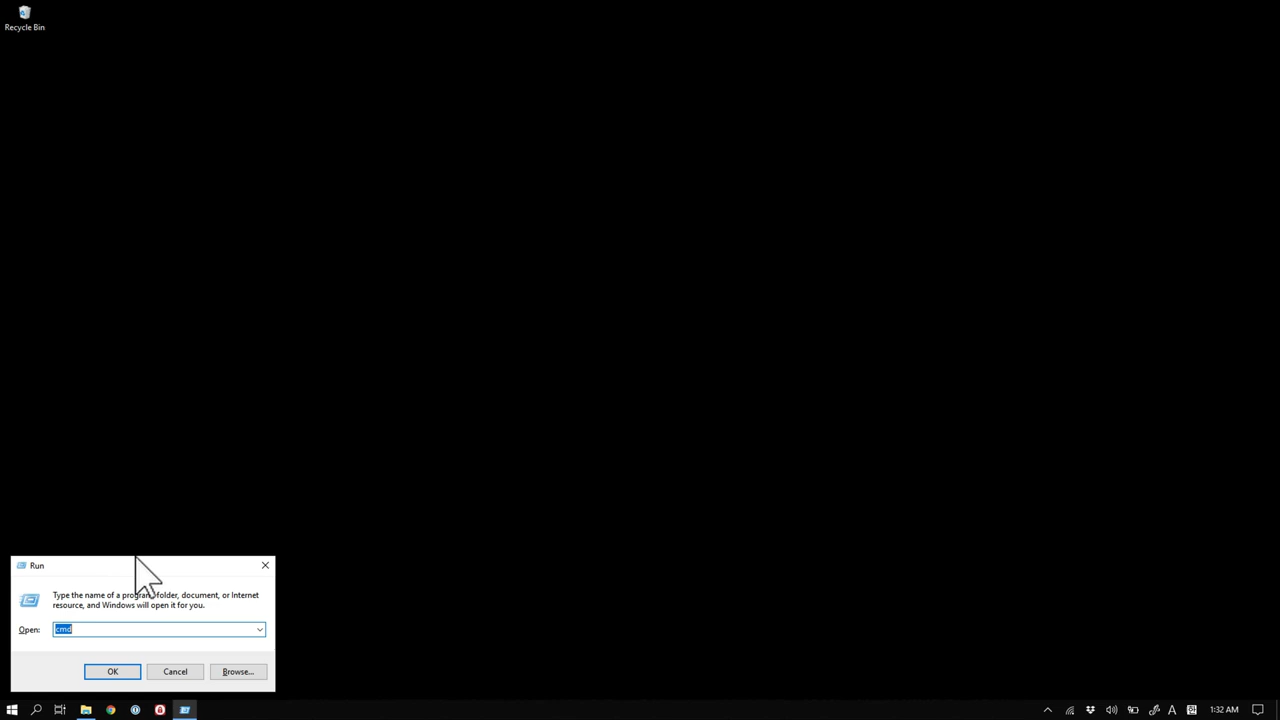 Recycle Bin
Run
Type the name of a program, folder, document, or Internet
resource, and Windows will open it for you.
Open:
cmd
OK
Cancel
Browse...
A
1:32 AM